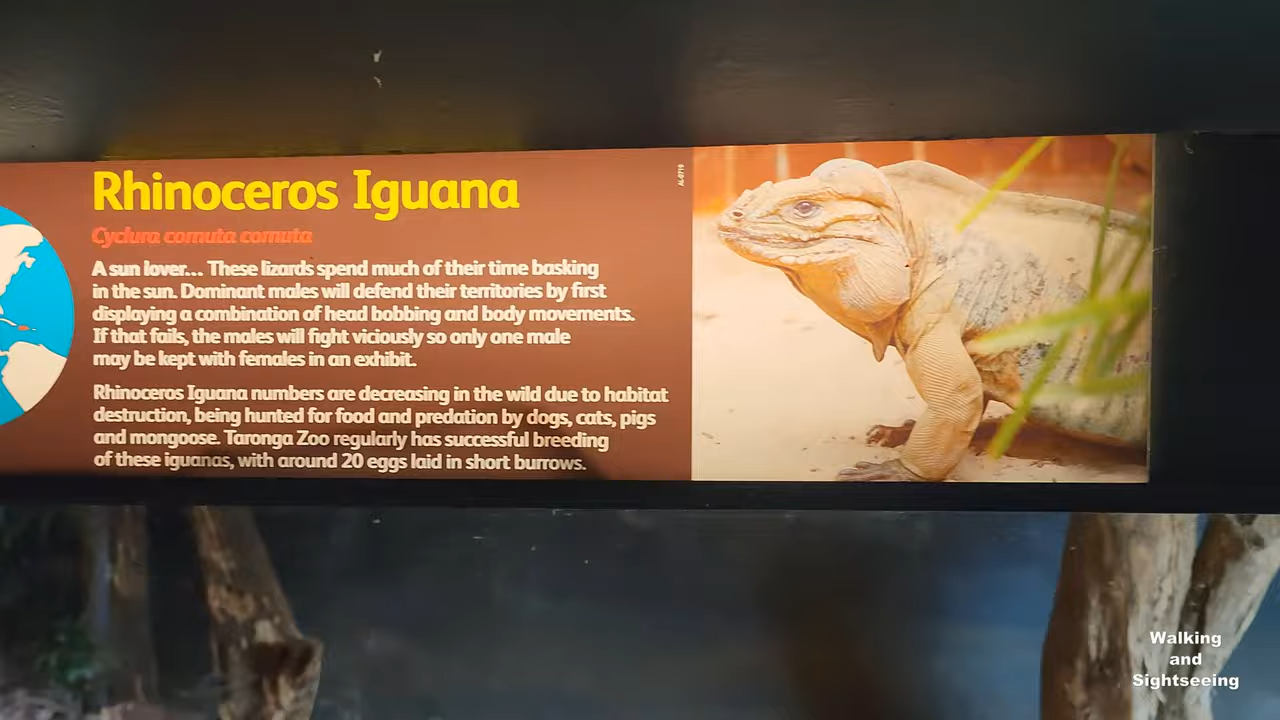 Rhinoceros Iguana
Cyclura cornuta cornuta
A sun lover... These lizards spend much of their time basking
in the sun. Dominant males will defend their territories by first
displaying a combination of head bobbing and body movements.
If that fails, the males will fight viciously so only one male
may be kept with females in an exhibit.
Rhinoceros Iguana numbers are decreasing in the wild due to habitat
destruction, being hunted for food and predation by dogs, cats, pigs
and mongoose. Taronga Zoo regularly has successful breeding
of these iguanas, with around 20 eggs laid in short burrows.
Walking
and
Sightseeing